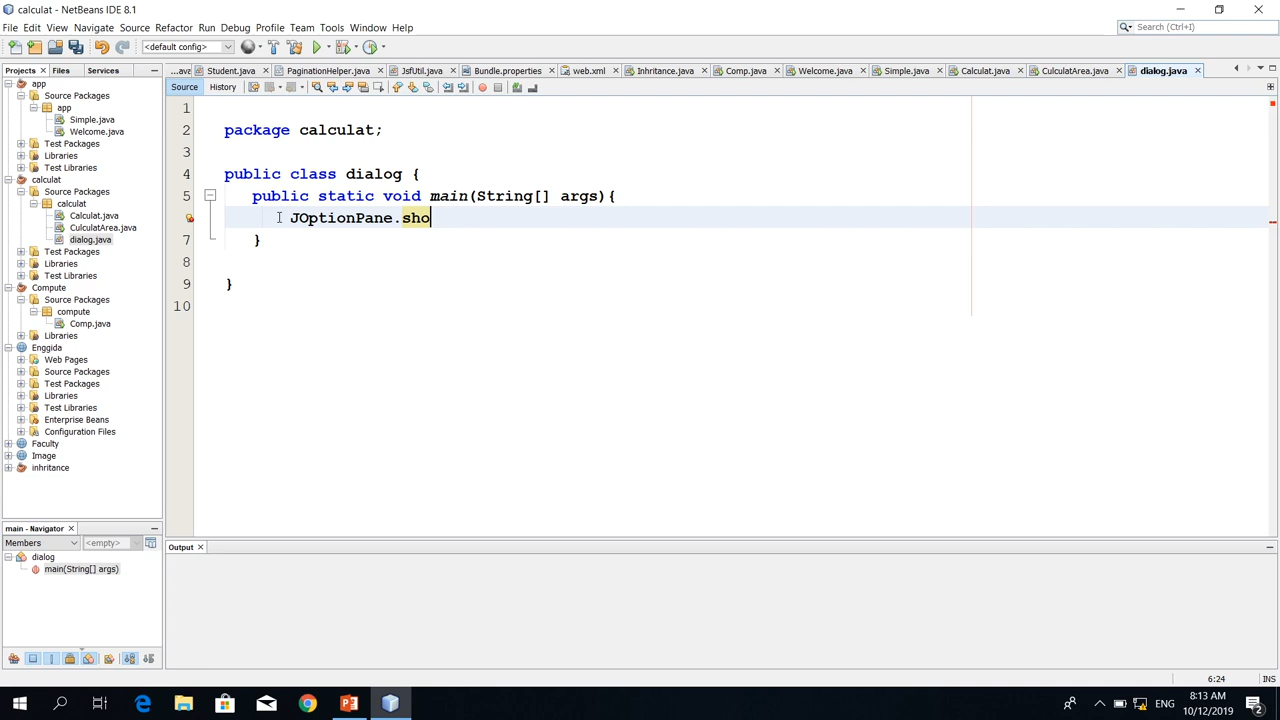 calculat - NetBeans IDE 8.1
File Edit View Navigate Source Refactor Run Debug Profile Team Tools Window Help
Search (Ctrl+I)
<default config>
Projects Files Services
...ava Student.java PaginationHelper.java JsfUtil.java Bundle.properties web.xml Inhritance.java Comp.java Welcome.java Simple.java Calculat.java CulculatArea.java dialog.java
Source History
app
Source Packages
app
Simple.java
Welcome.java
Test Packages
Libraries
Test Libraries
calculat
Source Packages
calculat
Calculat.java
CulculatArea.java
dialog.java
Test Packages
Libraries
Test Libraries
Compute
Source Packages
compute
Comp.java
Libraries
Enggida
Web Pages
Source Packages
Test Packages
Libraries
Test Libraries
Enterprise Beans
Configuration Files
Faculty
Image
inhritance
1
2 package calculat;
3
4 public class dialog {
5 public static void main(String[] args){
JOptionPane.sho
7 }
8
9 }
10
main - Navigator
Members <empty>
dialog
main(String[] args)
Output
6:24 INS
ENG
8:13 AM
10/12/2019
2